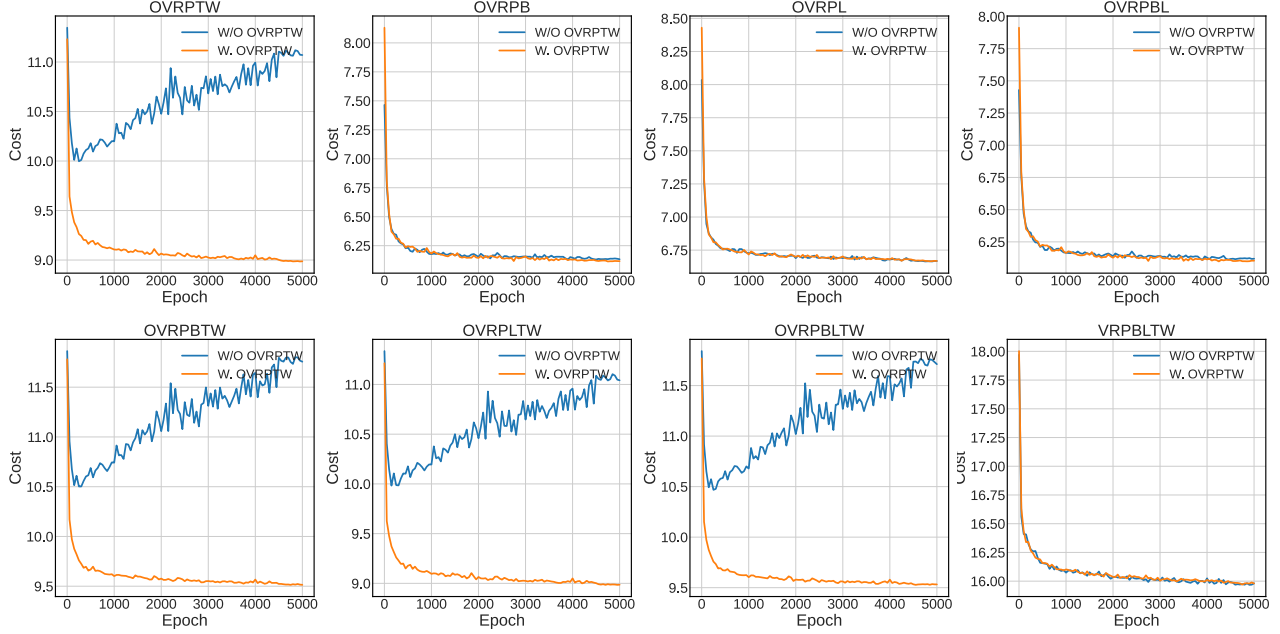 OVRPTW
W/O OVRPTW
W. OVRPTW
11.0
10.5
10.0
9.5
9.0
Cost
0 1000 2000 3000 4000 5000
Epoch
OVRPB
W/O OVRPTW
W. OVRPTW
8.00
7.75
7.50
7.25
7.00
6.75
6.50
6.25
Cost
0 1000 2000 3000 4000 5000
Epoch
OVRPL
W/O OVRPTW
W. OVRPTW
8.50
8.25
8.00
7.75
7.50
7.25
7.00
6.75
Cost
0 1000 2000 3000 4000 5000
Epoch
OVRPBL
W/O OVRPTW
W. OVRPTW
8.00
7.75
7.50
7.25
7.00
6.75
6.50
6.25
Cost
0 1000 2000 3000 4000 5000
Epoch
OVRPBTW
W/O OVRPTW
W. OVRPTW
11.5
11.0
10.5
10.0
9.5
Cost
0 1000 2000 3000 4000 5000
Epoch
OVRPLTW
W/O OVRPTW
W. OVRPTW
11.0
10.5
10.0
9.5
9.0
Cost
0 1000 2000 3000 4000 5000
Epoch
OVRPBLTW
W/O OVRPTW
W. OVRPTW
11.5
11.0
10.5
10.0
9.5
Cost
0 1000 2000 3000 4000 5000
Epoch
VRPBLTW
W/O OVRPTW
W. OVRPTW
18.00
17.75
17.50
17.25
17.00
16.75
16.50
16.25
16.00
Cost
0 1000 2000 3000 4000 5000
Epoch